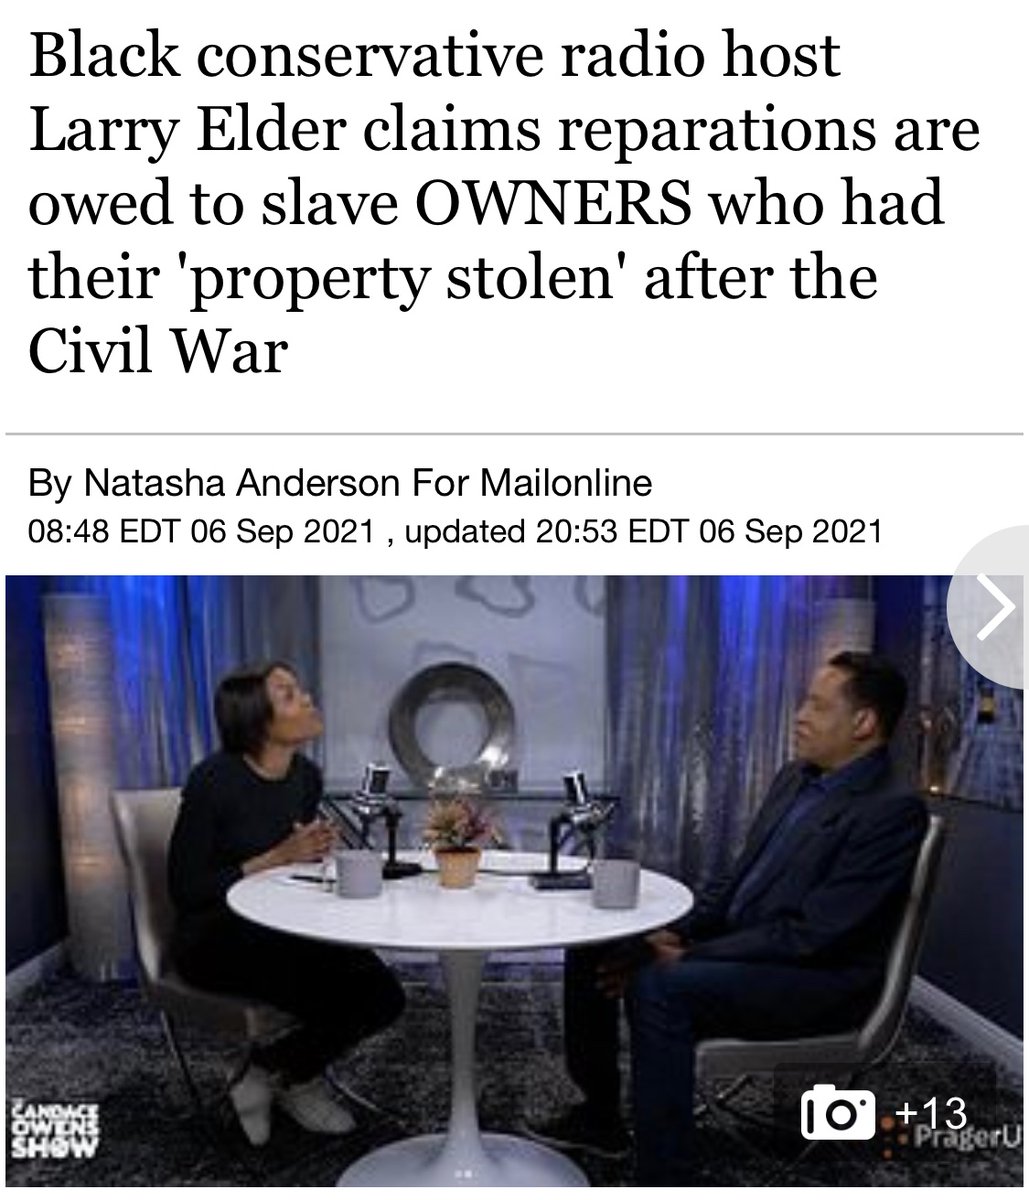 Black conservative radio host
Larry Elder claims reparations are
owed to slave OWNERS who had
their 'property stolen' after the
Civil War
By Natasha Anderson For Mailonline
08:48 EDT 06 Sep 2021 , updated 20:53 EDT 06 Sep 2021
CANDACE
OWENS
SHOW
+13
PragerU